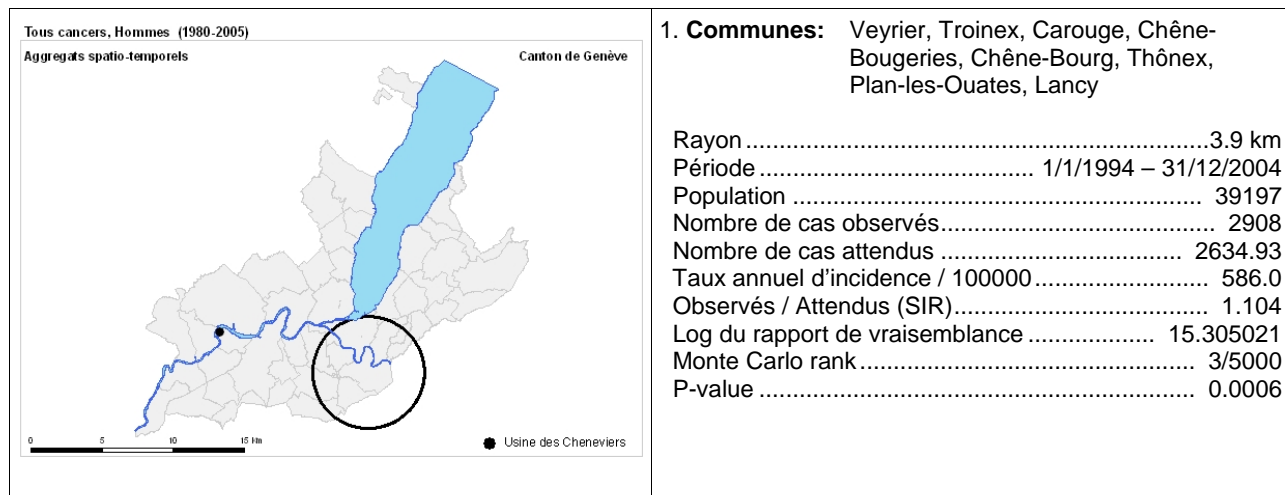 Tous cancers, Hommes (1980-2005)
Aggregats spatio-temporels
Canton de Genève
0 5 10 15 Km
Usine des Cheneviers
1. Communes: Veyrier, Troinex, Carouge, Chêne-
Bougeries, Chêne-Bourg, Thônex,
Plan-les-Ouates, Lancy
Rayon ..................................................................3.9 km
Période ....................................... 1/1/1994 – 31/12/2004
Population ........................................................... 39197
Nombre de cas observés......................................... 2908
Nombre de cas attendus ..................................... 2634.93
Taux annuel d'incidence / 100000......................... 586.0
Observés / Attendus (SIR)..................................... 1.104
Log du rapport de vraisemblance .................. 15.305021
Monte Carlo rank................................................ 3/5000
P-value ............................................................... 0.0006